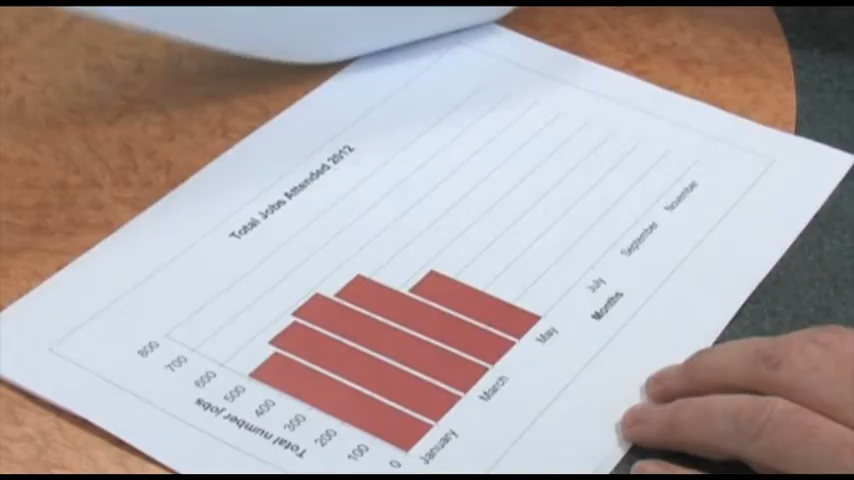 Total Jobs Attended 2012
800
700
600
500
400
300
200
100
0
Total number jobs
January
March
May
July
September
November
Months